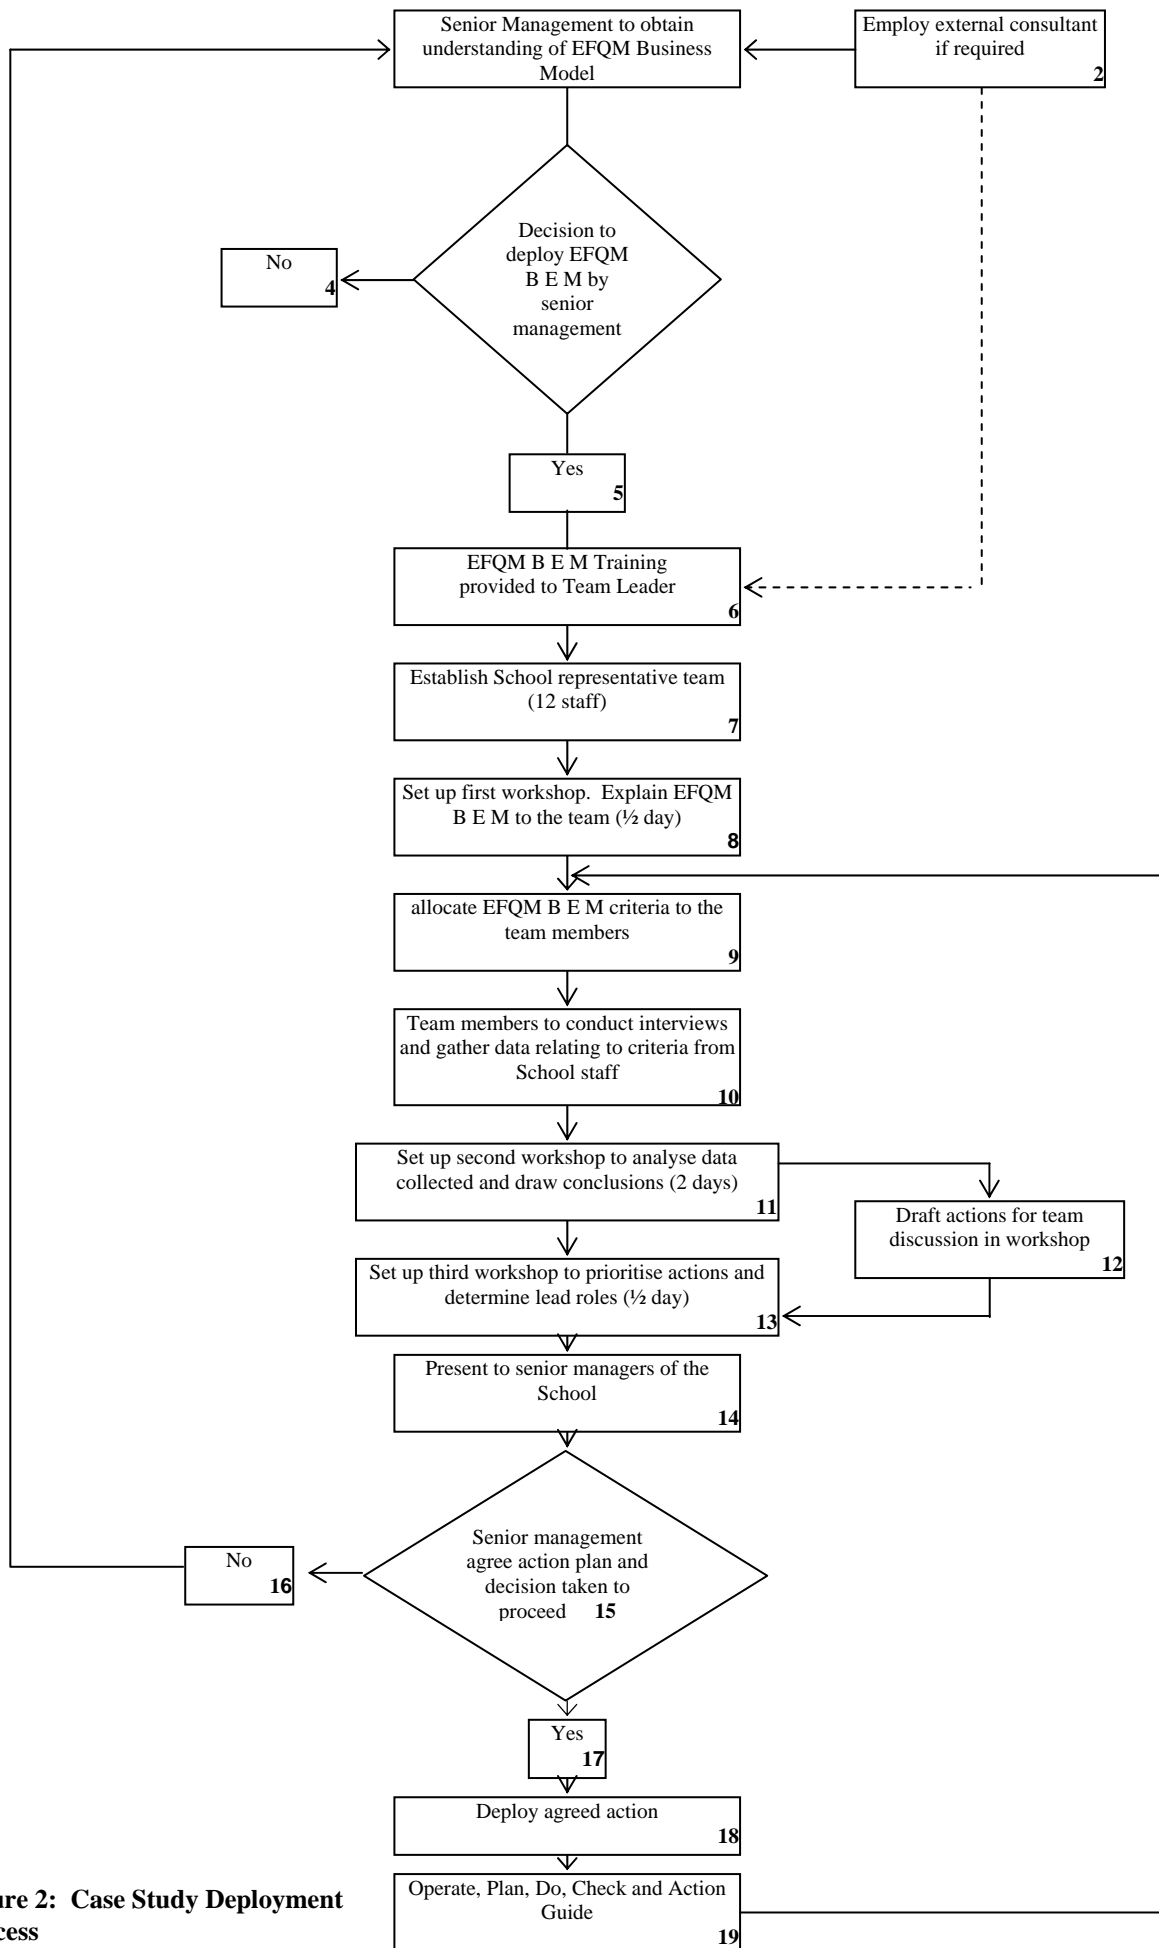 Senior Management to obtain
understanding of EFQM Business
Model
Employ external consultant
if required
2
Decision to
deploy EFQM
B E M by
senior
management
No
4
Yes
5
EFQM B E M Training
provided to Team Leader
6
Establish School representative team
(12 staff)
7
Set up first workshop.  Explain EFQM
B E M to the team (½ day)
8
allocate EFQM B E M criteria to the
team members
9
Team members to conduct interviews
and gather data relating to criteria from
School staff
10
Set up second workshop to analyse data
collected and draw conclusions (2 days)
11
Draft actions for team
discussion in workshop
12
Set up third workshop to prioritise actions and
determine lead roles (½ day)
13
Present to senior managers of the
School
14
Senior management
agree action plan and
decision taken to
proceed 15
No
16
Yes
17
Deploy agreed action
18
Operate, Plan, Do, Check and Action
Guide
19
ure 2:  Case Study Deployment
cess